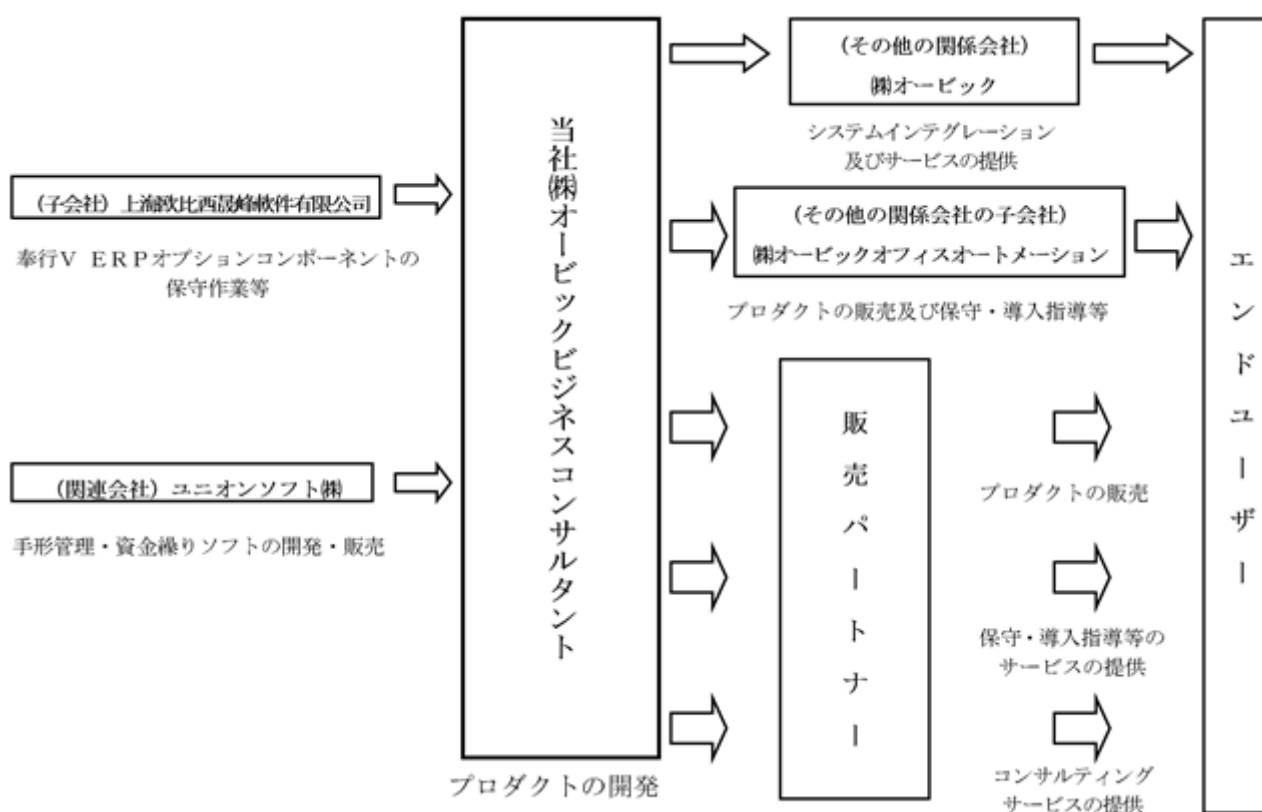 (子会社)上海欧比西晟峰軟件有限公司
奉行V ERPオプションコンポーネントの
保守作業等
(関連会社)ユニオンソフト㈱
手形管理・資金繰りソフトの開発・販売
当社㈱オービックビジネスコンサルタント
プロダクトの開発
(その他の関係会社)
㈱オービック
システムインテグレーション
及びサービスの提供
(その他の関係会社の子会社)
㈱オービックオフィスオートメーション
プロダクトの販売及び保守・導入指導等
販売パートナー
プロダクトの販売
保守・導入指導等の
サービスの提供
コンサルティング
サービスの提供
エンドユーザー